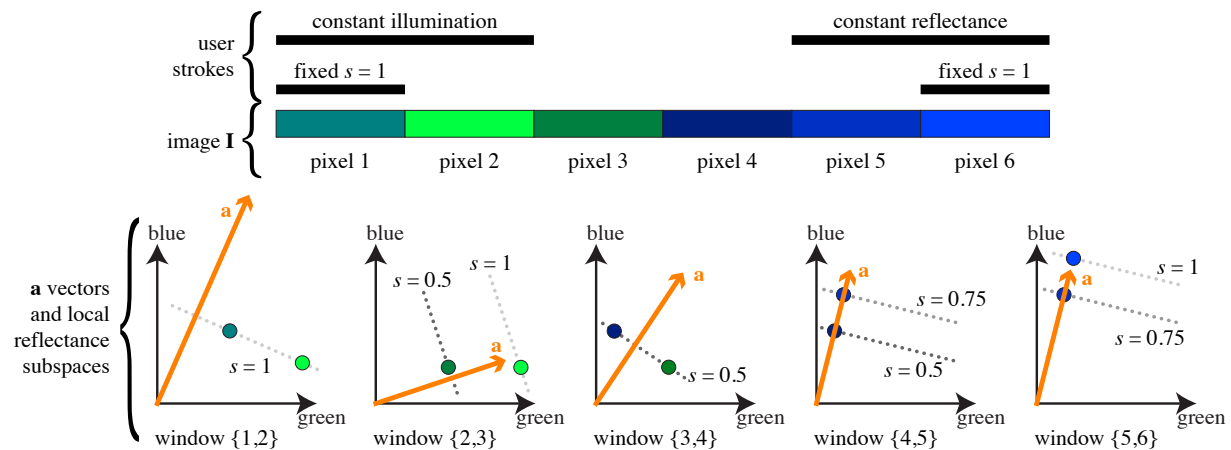 constant illumination
constant reflectance
user
strokes
fixed s = 1
fixed s = 1
image I
pixel 1
pixel 2
pixel 3
pixel 4
pixel 5
pixel 6
a vectors
and local
reflectance
subspaces
blue
a
s = 1
green
window {1,2}
blue
s = 0.5
s = 1
a
green
window {2,3}
blue
a
s = 0.5
green
window {3,4}
blue
a
s = 0.75
s = 0.5
green
window {4,5}
blue
a
s = 1
s = 0.75
green
window {5,6}